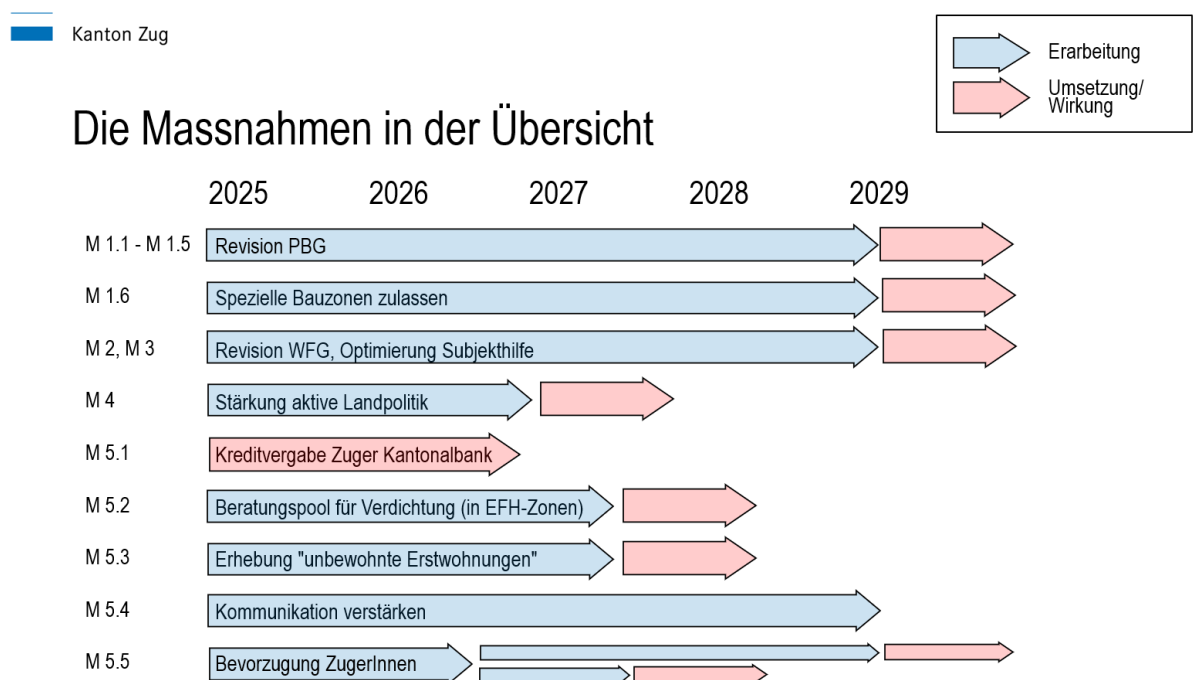 Kanton Zug
Erarbeitung
Umsetzung/
Wirkung
Die Massnahmen in der Übersicht
2025 2026 2027 2028 2029
M 1.1 - M 1.5 Revision PBG
M 1.6 Spezielle Bauzonen zulassen
M 2, M 3 Revision WFG, Optimierung Subjekthilfe
M 4 Stärkung aktive Landpolitik
M 5.1 Kreditvergabe Zuger Kantonalbank
M 5.2 Beratungspool für Verdichtung (in EFH-Zonen)
M 5.3 Erhebung "unbewohnte Erstwohnungen"
M 5.4 Kommunikation verstärken
M 5.5 Bevorzugung ZugerInnen